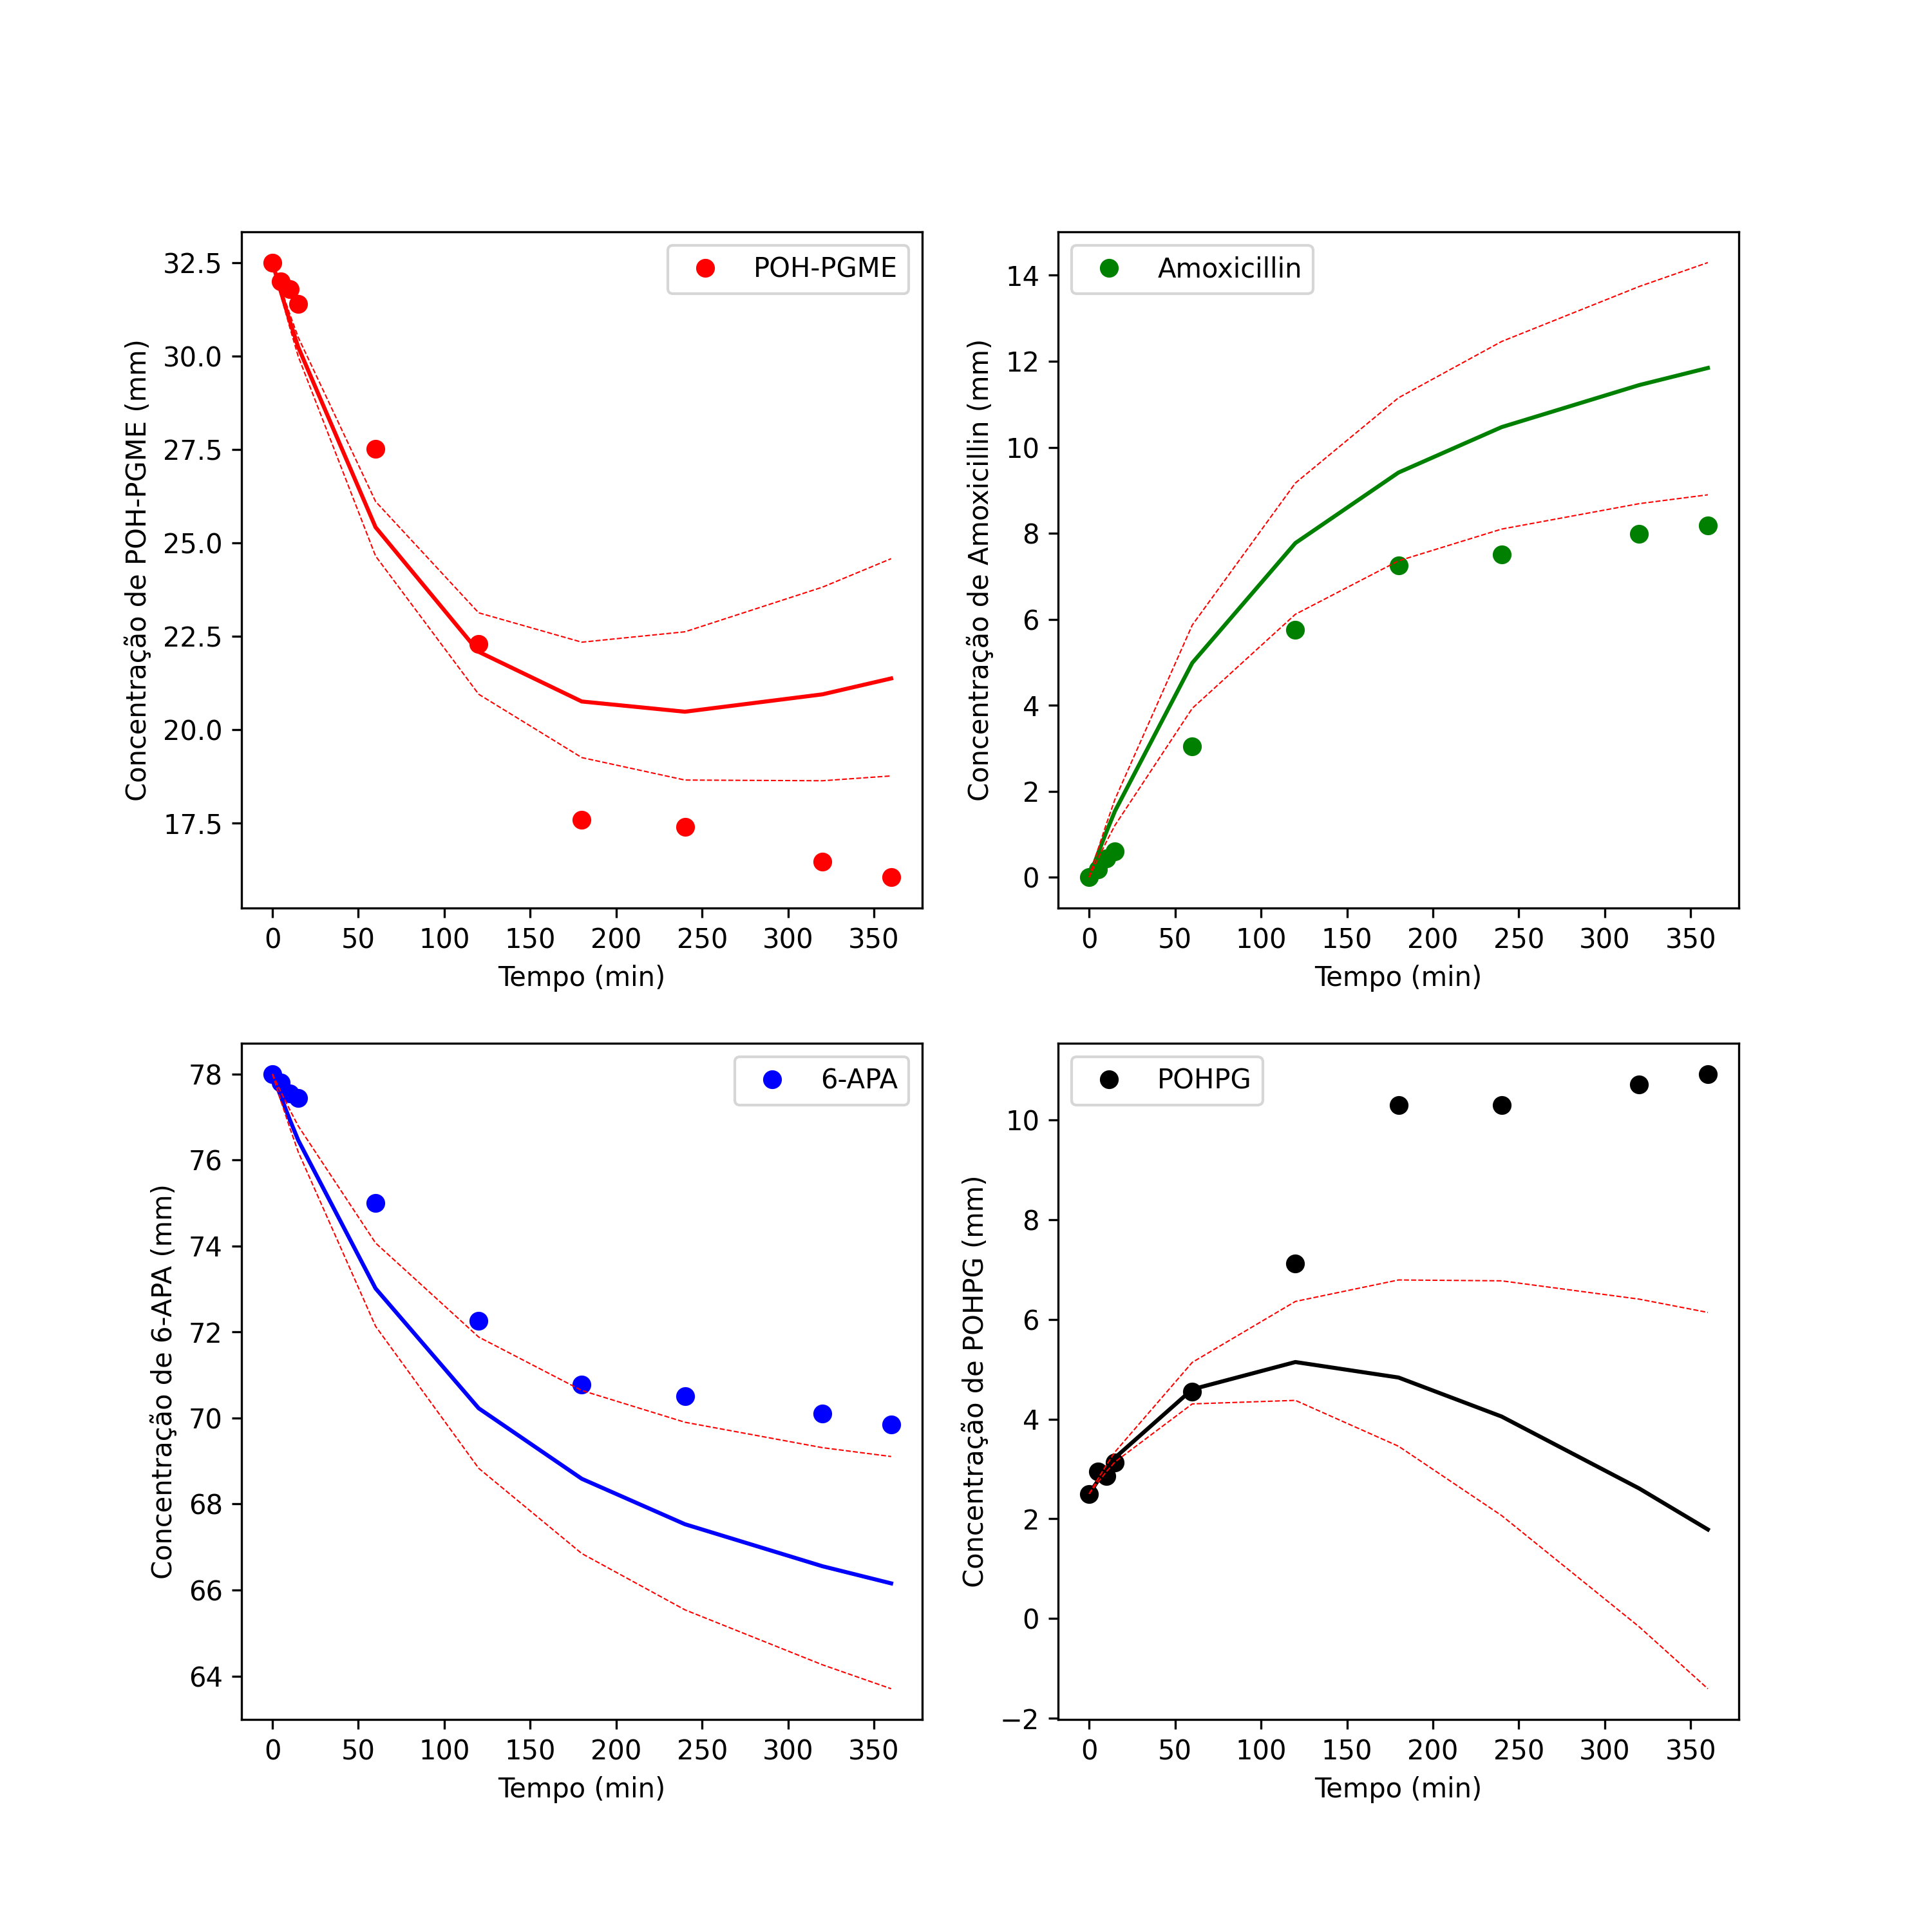 POH-PGME
Concentração de POH-PGME (mm)
32.5
30.0
27.5
25.0
22.5
20.0
17.5
0 50 100 150 200 250 300 350
Tempo (min)
Amoxicillin
Concentração de Amoxicillin (mm)
14
12
10
8
6
4
2
0
0 50 100 150 200 250 300 350
Tempo (min)
6-APA
Concentração de 6-APA (mm)
78
76
74
72
70
68
66
64
0 50 100 150 200 250 300 350
Tempo (min)
POHPG
Concentração de POHPG (mm)
10
8
6
4
2
0
−2
0 50 100 150 200 250 300 350
Tempo (min)